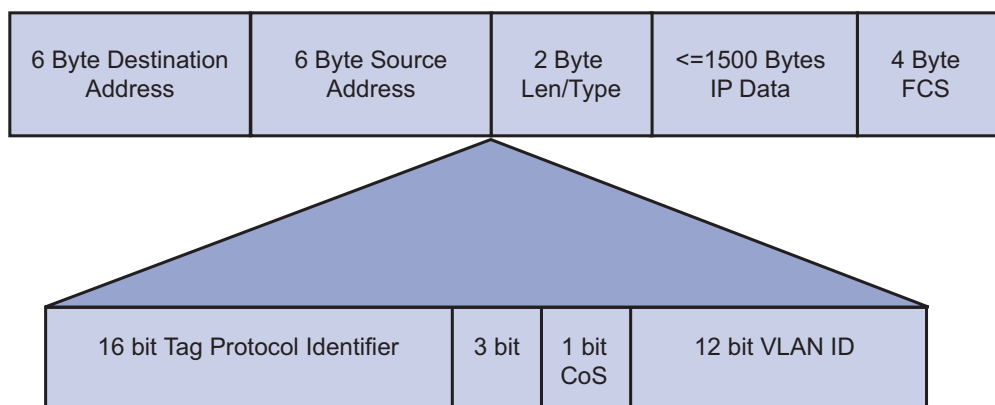 6 Byte Destination
Address
6 Byte Source
Address
2 Byte
Len/Type
<=1500 Bytes
IP Data
4 Byte
FCS
16 bit Tag Protocol Identifier
3 bit
1 bit
CoS
12 bit VLAN ID